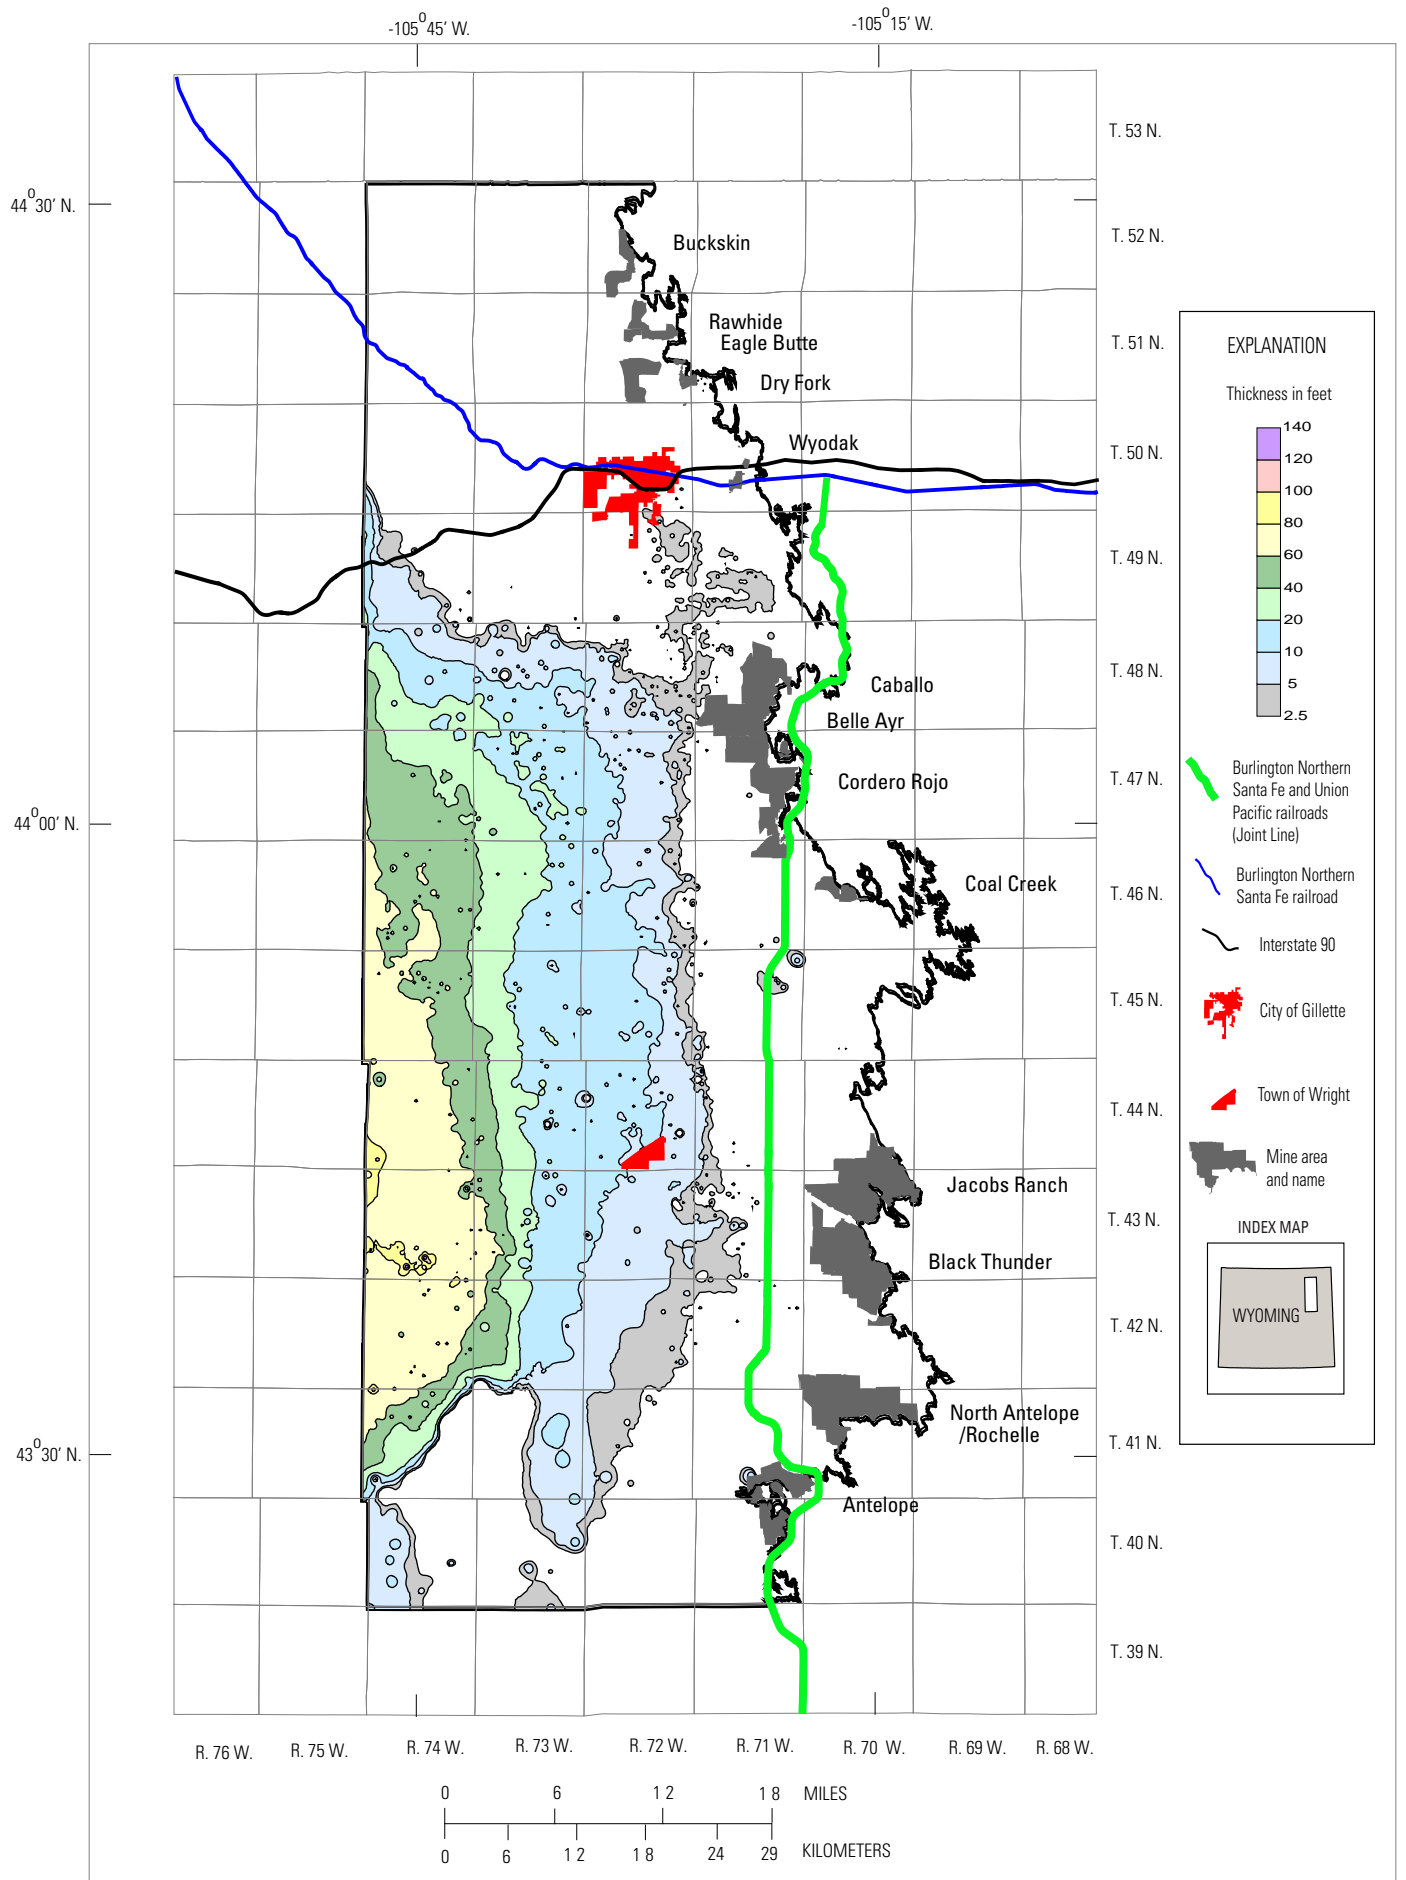 -105°45' W.
-105°15' W.
T. 53 N.
44°30' N.
T. 52 N.
Buckskin
Rawhide
Eagle Butte
T. 51 N.
Dry Fork
Wyodak
T. 50 N.
T. 49 N.
T. 48 N.
Caballo
Belle Ayr
Cordero Rojo
T. 47 N.
44°00' N.
Coal Creek
T. 46 N.
T. 45 N.
T. 44 N.
Jacobs Ranch
T. 43 N.
Black Thunder
T. 42 N.
North Antelope
/Rochelle
T. 41 N.
43°30' N.
Antelope
T. 40 N.
T. 39 N.
R. 76 W. R. 75 W. R. 74 W. R. 73 W. R. 72 W. R. 71 W. R. 70 W. R. 69 W. R. 68 W.
0 6 12 18 MILES
0 6 12 18 24 29 KILOMETERS
EXPLANATION
Thickness in feet
140
120
100
80
60
40
20
10
5
2.5
Burlington Northern
Santa Fe and Union
Pacific railroads
(Joint Line)
Burlington Northern
Santa Fe railroad
Interstate 90
City of Gillette
Town of Wright
Mine area
and name
INDEX MAP
WYOMING